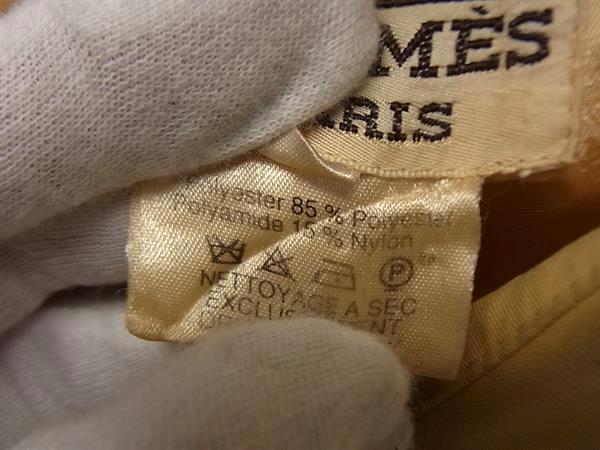 MÈS
ARIS
Polyester 85 % Polyester
Polyamide 15 % Nylon
P
NETTOYAGE A SEC